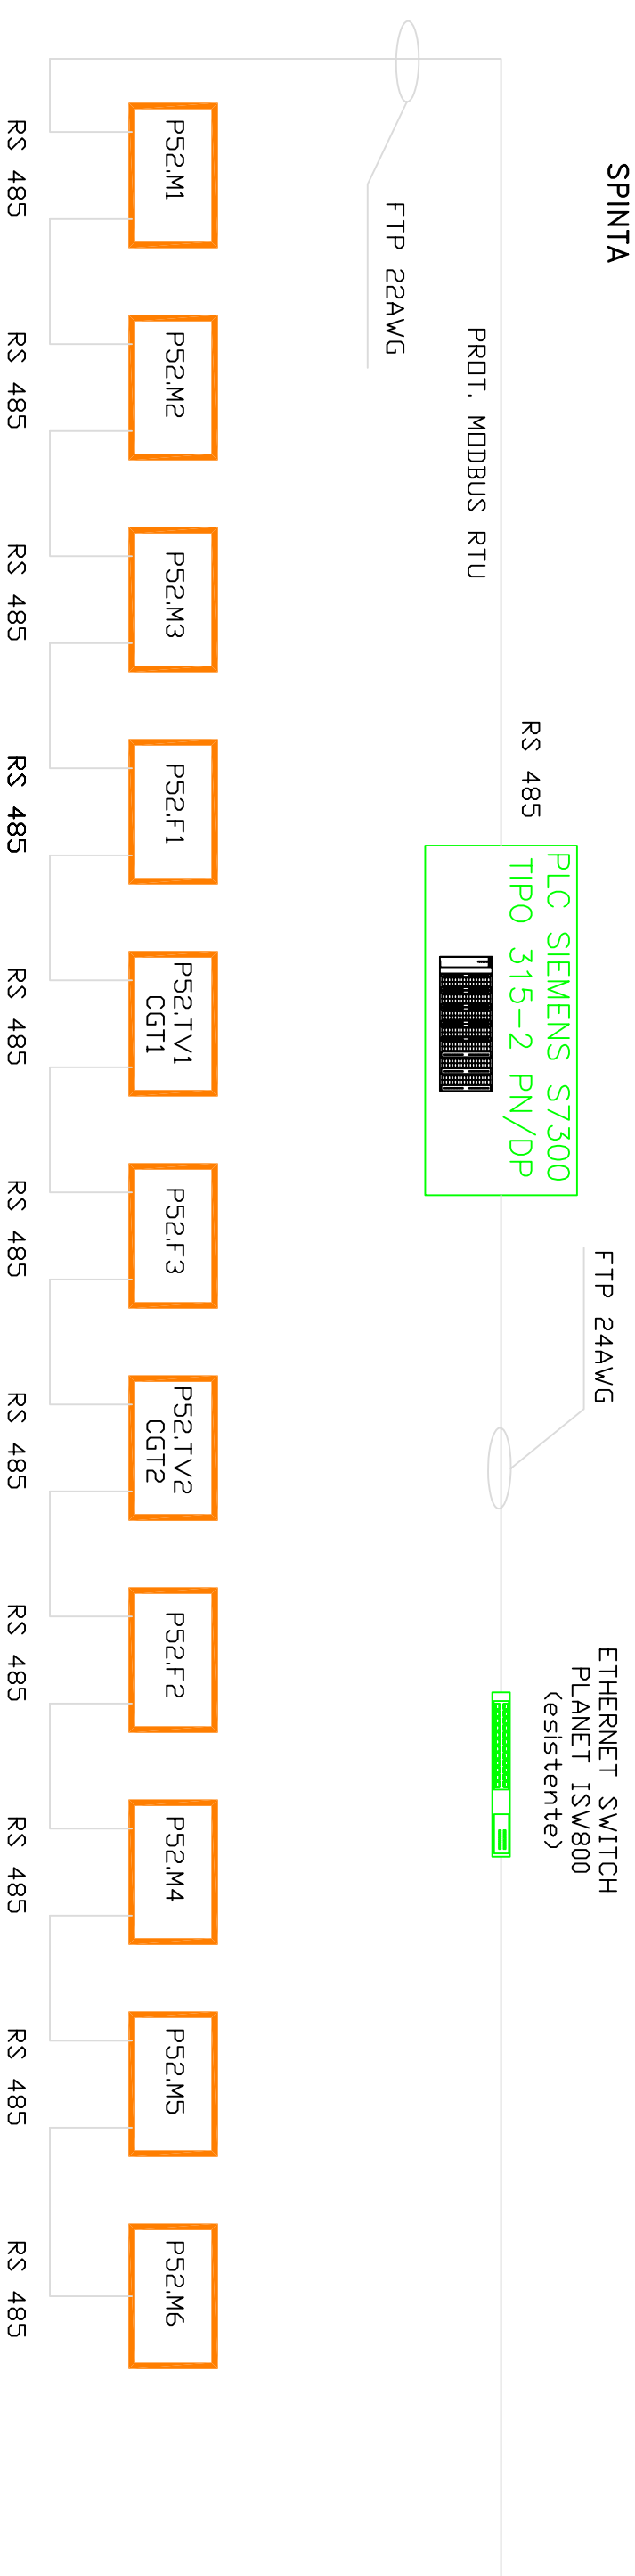 SPINTA
FTP 22AWG
PROT. MODBUS RTU
RS 485
PLC SIEMENS S7300
TIPO 315-2 PN/DP
FTP 24AWG
ETHERNET SWITCH
PLANET ISW800
(esistente)
P52.M1
P52.M2
P52.M3
P52.F1
P52.TV1
CGT1
P52.F3
P52.TV2
CGT2
P52.F2
P52.M4
P52.M5
P52.M6
RS 485
RS 485
RS 485
RS 485
RS 485
RS 485
RS 485
RS 485
RS 485
RS 485
RS 485